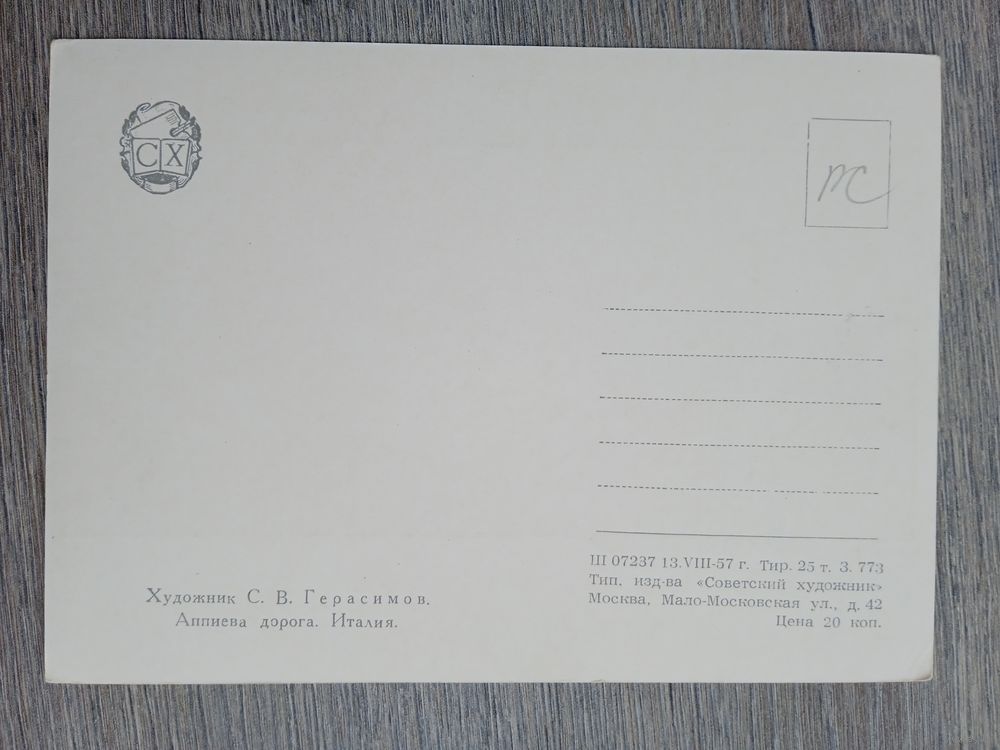 СХ
Художник С. В. Герасимов.
Аппиева дорога. Италия.
Ш 07237 13.VIII-57 г. Тир. 25 т. З. 773
Тип. изд-ва «Советский художник»
Москва, Мало-Московская ул., д. 42
Цена 20 коп.